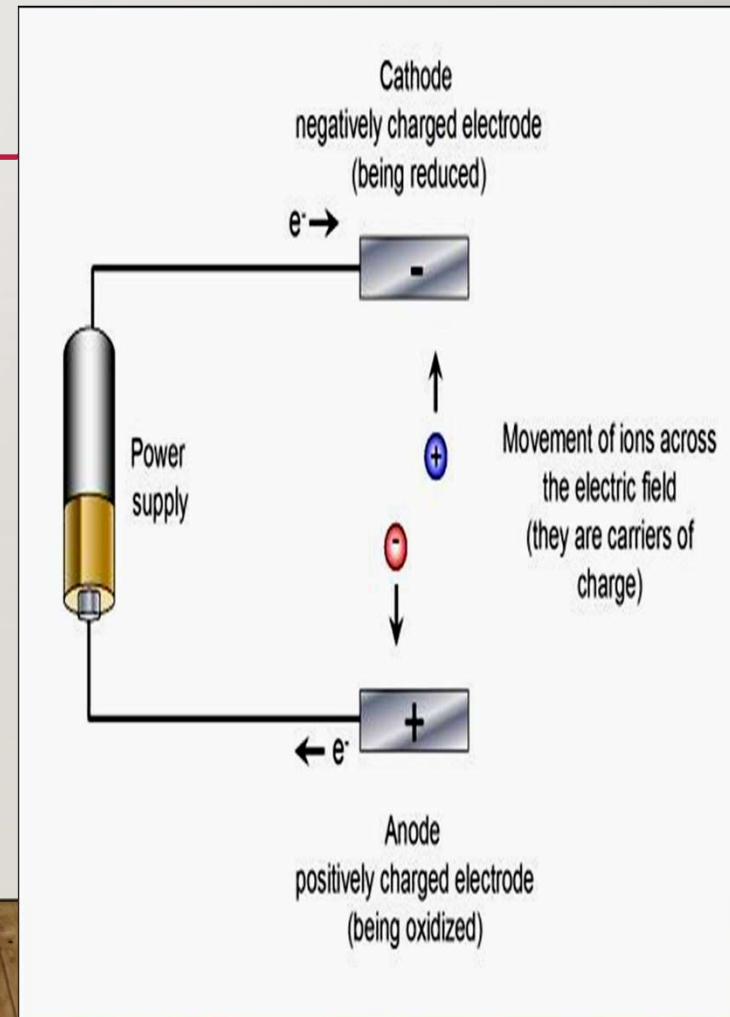 Cathode
negatively charged electrode
(being reduced)
e-→
-
Power
supply
+
-
Movement of ions across
the electric field
(they are carriers of
charge)
+
← e-
Anode
positively charged electrode
(being oxidized)